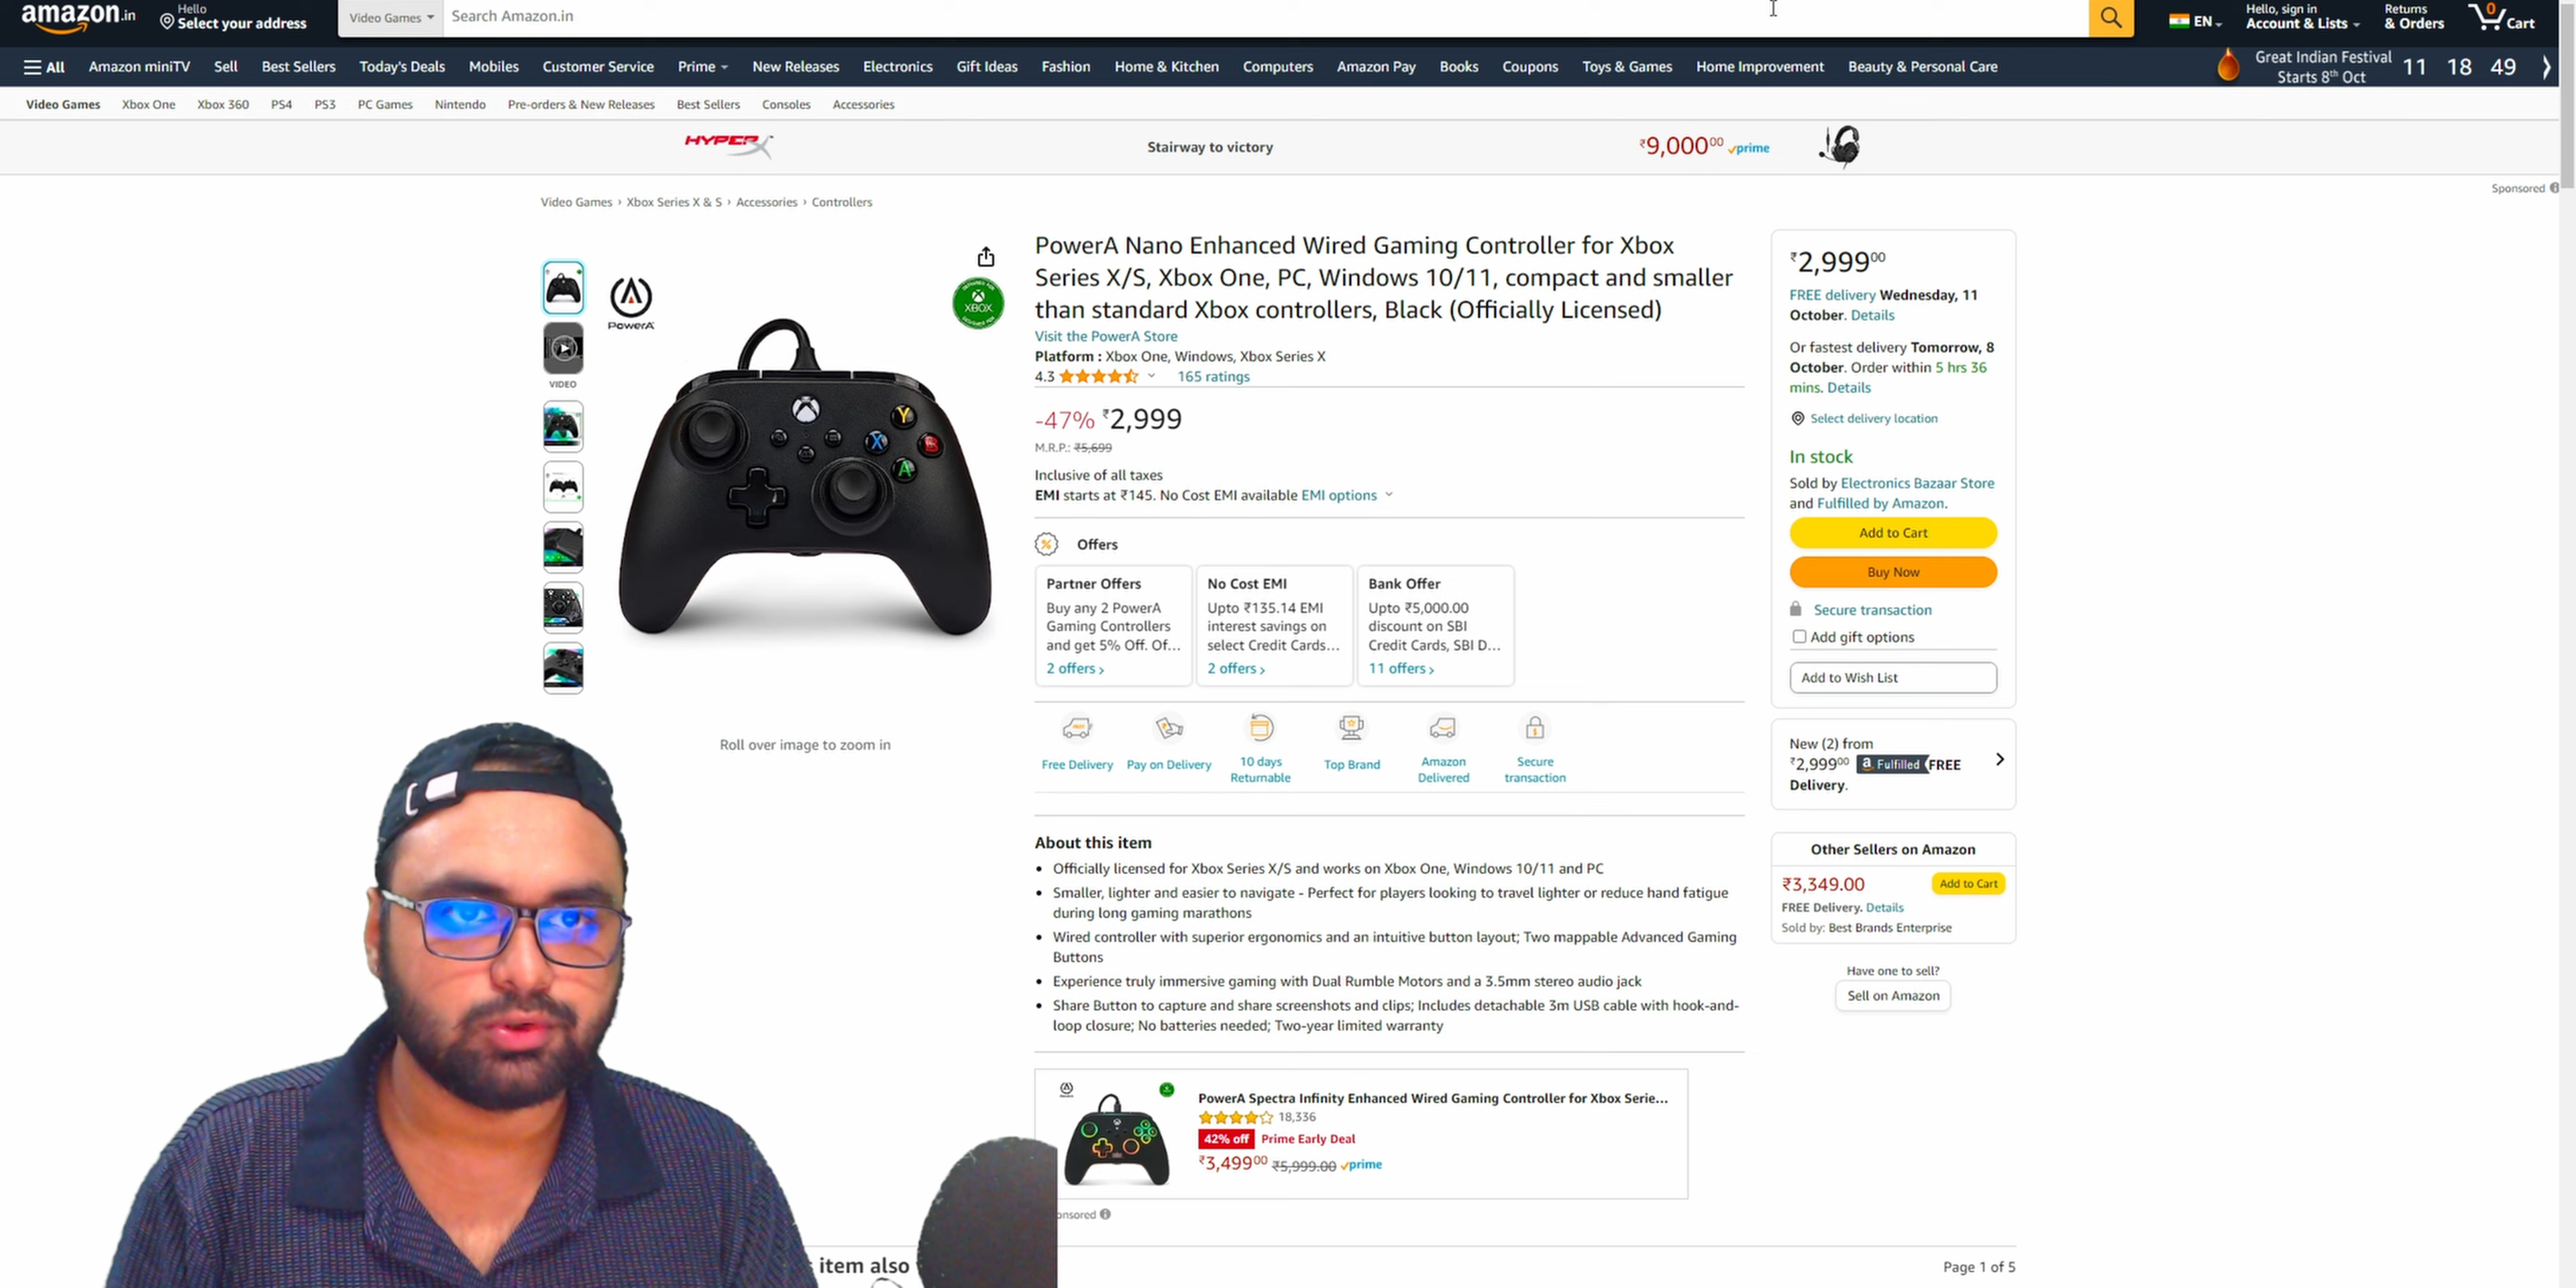 amazon.in
Hello
Select your address
Video Games
Search Amazon.in
EN
Hello, sign in
Account & Lists
Returns
& Orders
0
Cart
All
Amazon miniTV
Sell
Best Sellers
Today's Deals
Mobiles
Customer Service
Prime
New Releases
Electronics
Gift Ideas
Fashion
Home & Kitchen
Computers
Amazon Pay
Books
Coupons
Toys & Games
Home Improvement
Beauty & Personal Care
Great Indian Festival
Starts 8th Oct
11 18 49
Video Games
Xbox One
Xbox 360
PS4
PS3
PC Games
Nintendo
Pre-orders & New Releases
Best Sellers
Consoles
Accessories
HYPERX
Stairway to victory
₹9,000.00 prime
Sponsored
Video Games › Xbox Series X & S › Accessories › Controllers
PowerA
XBOX
VIDEO
Y
X
B
A
Roll over image to zoom in
PowerA Nano Enhanced Wired Gaming Controller for Xbox
Series X/S, Xbox One, PC, Windows 10/11, compact and smaller
than standard Xbox controllers, Black (Officially Licensed)
Visit the PowerA Store
Platform : Xbox One, Windows, Xbox Series X
4.3
165 ratings
-47% ₹2,999
M.R.P.: ₹5,699
Inclusive of all taxes
EMI starts at ₹145. No Cost EMI available EMI options
Offers
Partner Offers
Buy any 2 PowerA
Gaming Controllers
and get 5% Off. Of…
2 offers ›
No Cost EMI
Upto ₹135.14 EMI
interest savings on
select Credit Cards…
2 offers ›
Bank Offer
Upto ₹5,000.00
discount on SBI
Credit Cards, SBI D…
11 offers ›
Free Delivery
Pay on Delivery
10 days
Returnable
Top Brand
Amazon
Delivered
Secure
transaction
About this item
• Officially licensed for Xbox Series X/S and works on Xbox One, Windows 10/11 and PC
• Smaller, lighter and easier to navigate - Perfect for players looking to travel lighter or reduce hand fatigue
during long gaming marathons
• Wired controller with superior ergonomics and an intuitive button layout; Two mappable Advanced Gaming
Buttons
• Experience truly immersive gaming with Dual Rumble Motors and a 3.5mm stereo audio jack
• Share Button to capture and share screenshots and clips; Includes detachable 3m USB cable with hook-and-
loop closure; No batteries needed; Two-year limited warranty
PowerA Spectra Infinity Enhanced Wired Gaming Controller for Xbox Serie…
18,336
42% off Prime Early Deal
₹3,499.00 ₹5,999.00 prime
onsored
item also
Page 1 of 5
₹2,999.00
FREE delivery Wednesday, 11
October. Details
Or fastest delivery Tomorrow, 8
October. Order within 5 hrs 36
mins. Details
Select delivery location
In stock
Sold by Electronics Bazaar Store
and Fulfilled by Amazon.
Add to Cart
Buy Now
Secure transaction
Add gift options
Add to Wish List
New (2) from
₹2,999.00 a Fulfilled FREE
Delivery.
Other Sellers on Amazon
₹3,349.00
Add to Cart
FREE Delivery. Details
Sold by: Best Brands Enterprise
Have one to sell?
Sell on Amazon